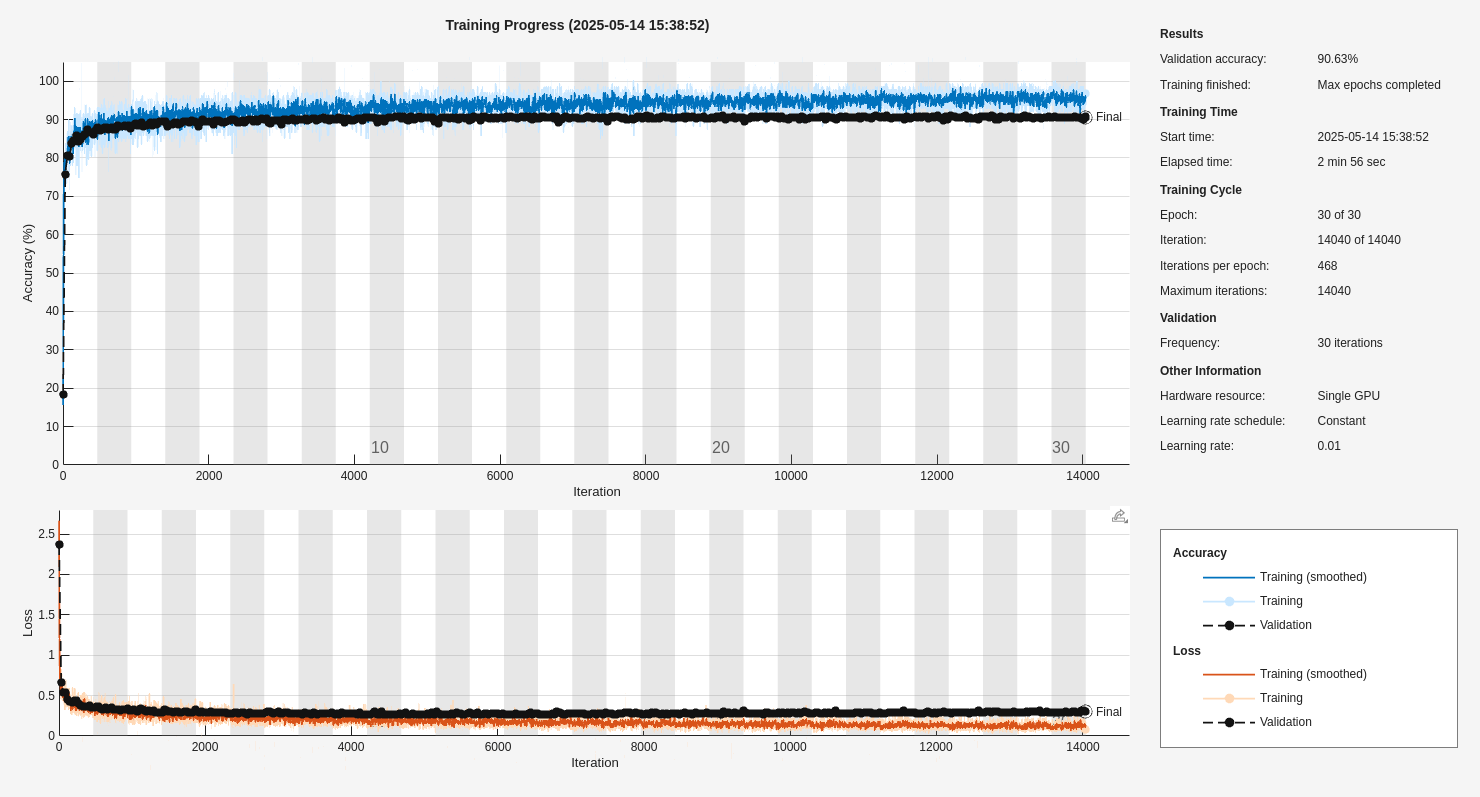 Training Progress (2025-05-14 15:38:52)
100
90
80
70
60
50
40
30
20
10
0
Accuracy (%)
Final
10
20
30
0
2000
4000
6000
8000
10000
12000
14000
Iteration
2.5
2
1.5
1
0.5
0
Loss
Final
0
2000
4000
6000
8000
10000
12000
14000
Iteration
Results
Validation accuracy: 90.63%
Training finished: Max epochs completed
Training Time
Start time: 2025-05-14 15:38:52
Elapsed time: 2 min 56 sec
Training Cycle
Epoch: 30 of 30
Iteration: 14040 of 14040
Iterations per epoch: 468
Maximum iterations: 14040
Validation
Frequency: 30 iterations
Other Information
Hardware resource: Single GPU
Learning rate schedule: Constant
Learning rate: 0.01
Accuracy
Training (smoothed)
Training
Validation
Loss
Training (smoothed)
Training
Validation